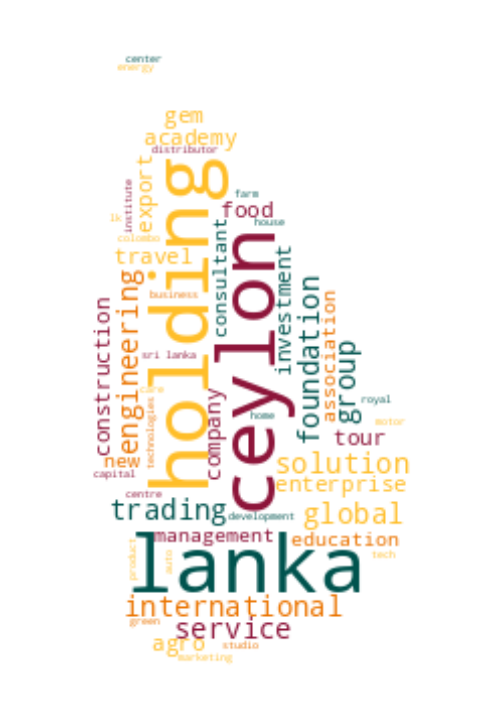 center
energy
gem
academy
distributor
holding
export
institute
farm
food
house
lk
colombo
consultant
ceylon
travel
investment
engineering
business
foundation
association
construction
sri lanka
group
care
company
technologies
home
royal
motor
tour
new
solution
capital
enterprise
centre
trading
development
global
management
education
lanka
product
auto
tech
international
green
service
agro
studio
marketing